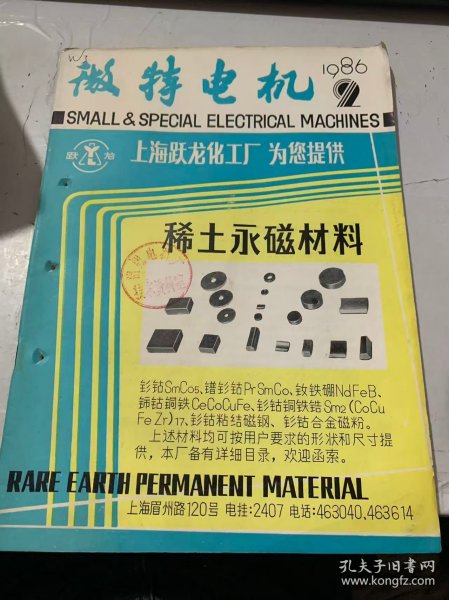 微特电机
1986
2
SMALL & SPECIAL ELECTRICAL MACHINES
跃龙
上海跃龙化工厂 为您提供
稀土永磁材料
钐钴SmCo5、镨钐钴PrSmCo、钕铁硼NdFeB、
铈钴铜铁CeCoCuFe、钐钴铜铁锆Sm2(CoCu
FeZr)17、钐钴粘结磁钢、钐钴合金磁粉。
上述材料均可按用户要求的形状和尺寸提
供，本厂备有详细目录，欢迎函索。
RARE EARTH PERMANENT MATERIAL
上海眉州路120号 电挂:2407 电话:463040,463614
孔夫子旧书网
www.kongfz.com